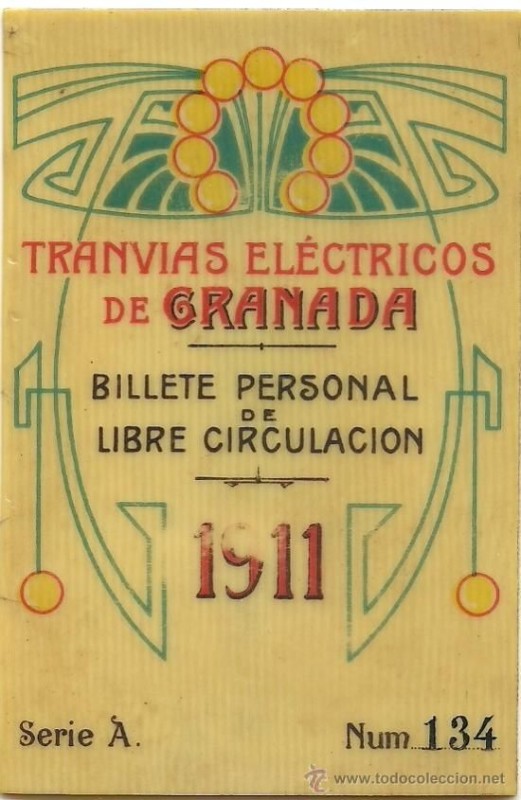 TRANVIAS ELÉCTRICOS
DE GRANADA
BILLETE PERSONAL
DE
LIBRE CIRCULACION
1911
Serie A. Num 134
www.todocoleccion.net